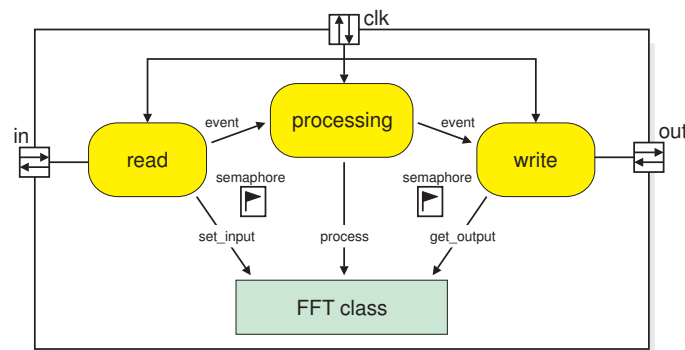 clk
in
out
read
event
processing
event
write
semaphore
semaphore
set_input
process
get_output
FFT class